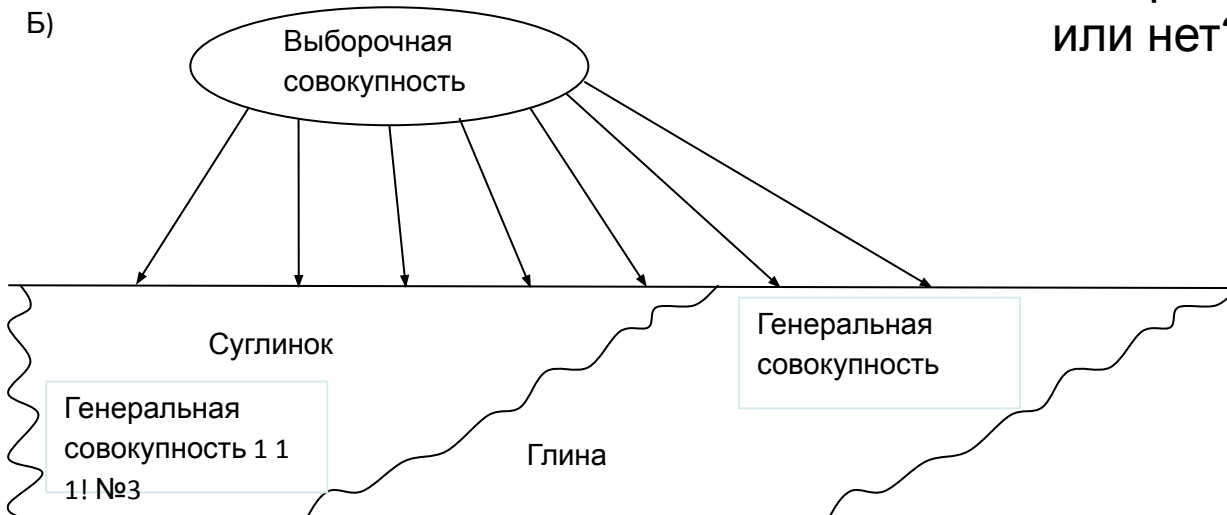 Б)
или нет
Выборочная
совокупность
Суглинок
Генеральная
совокупность
Генеральная
совокупность 1 1
1! №3
Глина